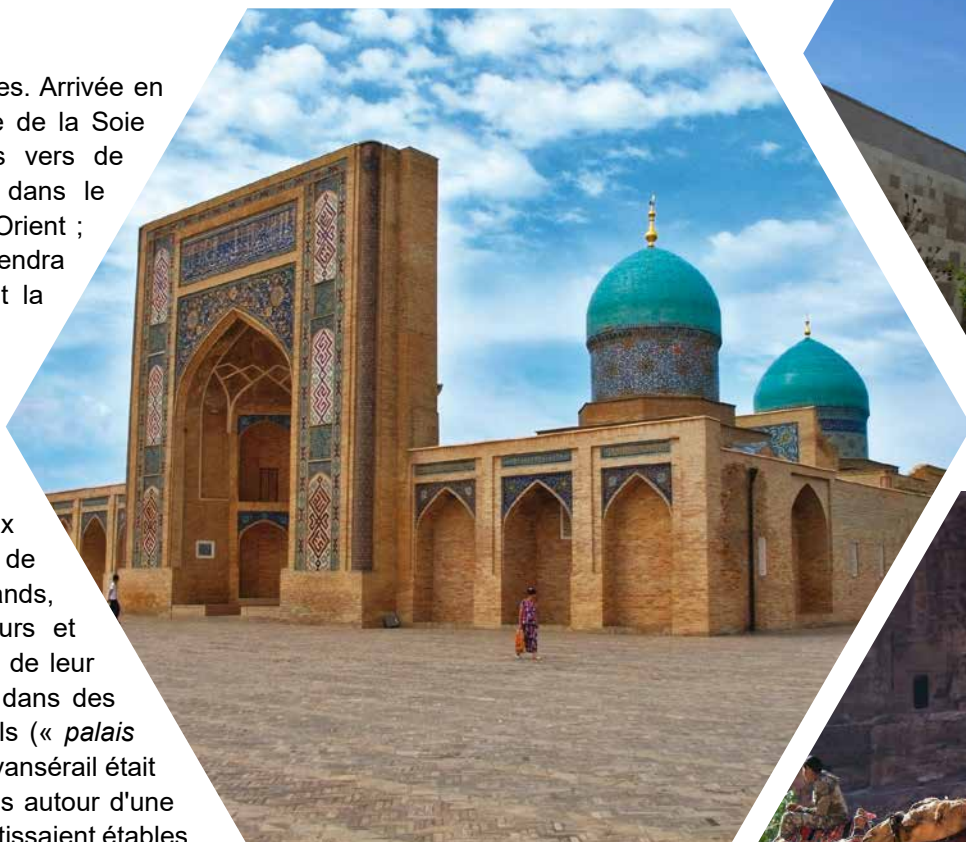 es. Arrivée en
e de la Soie
s vers de
dans le
Orient ;
endra
t la
x
de
ands,
urs et
de leur
dans des
ls (« palais
vansérail était
s autour d'une
tissaient étables